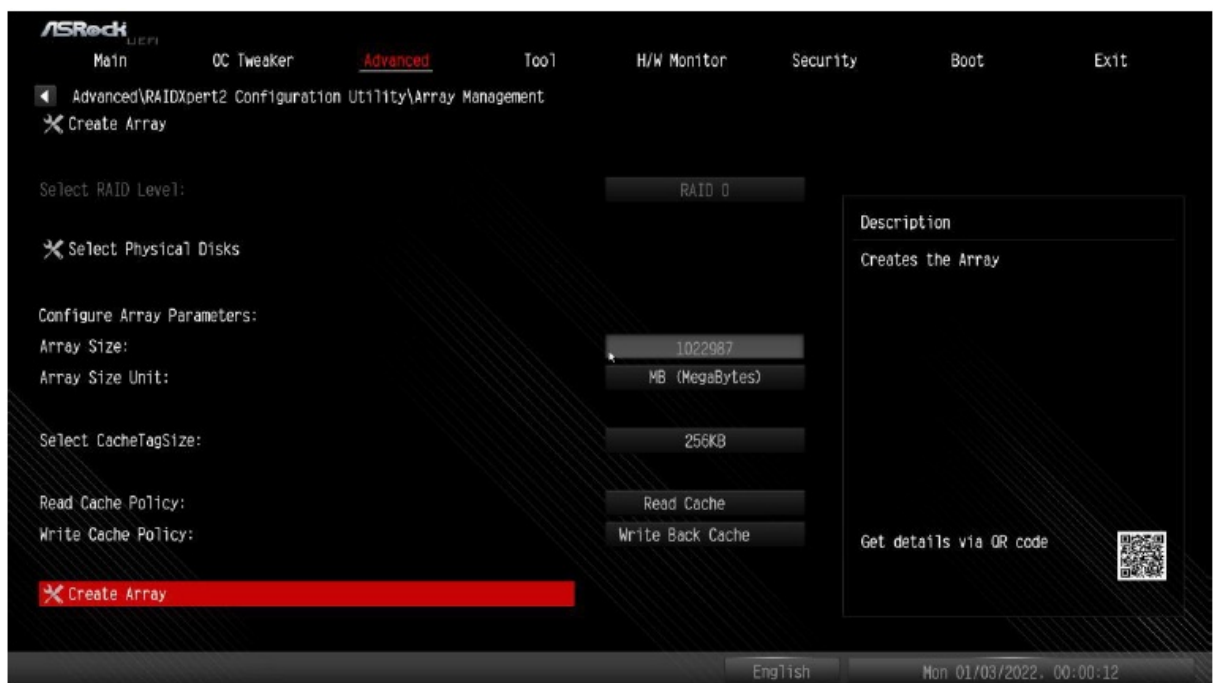 ASRock UEFI
Main OC Tweaker Advanced Tool H/W Monitor Security Boot Exit
Advanced\RAIDXpert2 Configuration Utility\Array Management
Create Array
Select RAID Level: RAID 0
Select Physical Disks
Configure Array Parameters:
Array Size: 1022987
Array Size Unit: MB (MegaBytes)
Select CacheTagSize: 256KB
Read Cache Policy: Read Cache
Write Cache Policy: Write Back Cache
Create Array
Description
Creates the Array
Get details via QR code
English Mon 01/03/2022, 00:00:12